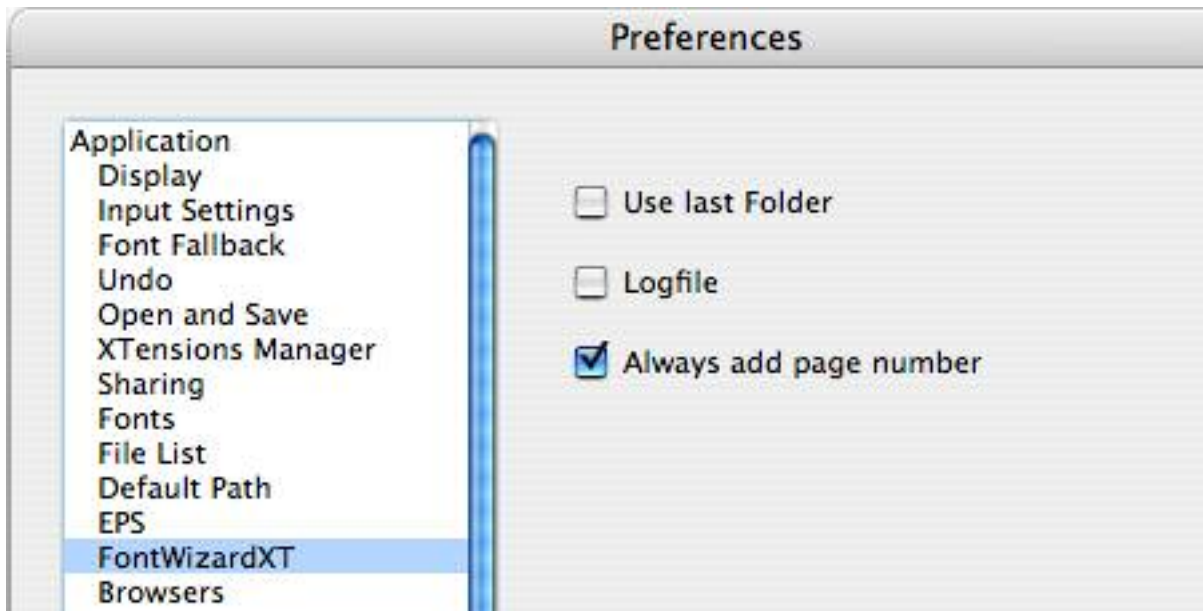 Preferences
Application
Display
Input Settings
Font Fallback
Undo
Open and Save
XTensions Manager
Sharing
Fonts
File List
Default Path
EPS
FontWizardXT
Browsers
Use last Folder
Logfile
Always add page number